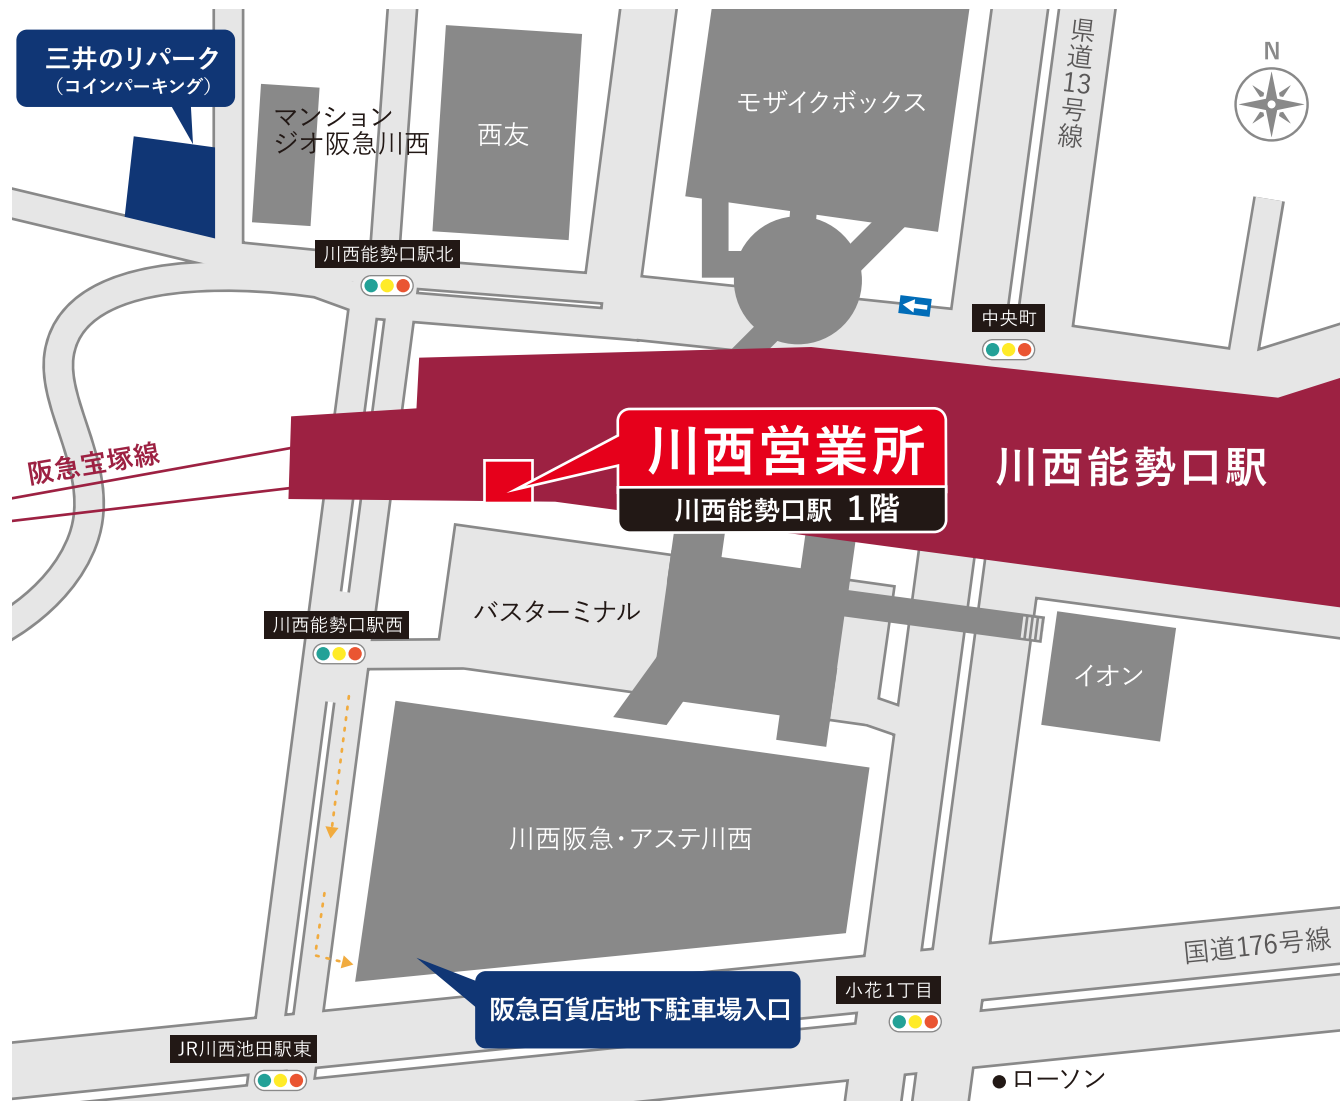 三井のリパーク
（コインパーキング）
マンション
ジオ阪急川西
西友
モザイクボックス
県道13号線
N
川西能勢口駅北
中央町
阪急宝塚線
川西営業所
川西能勢口駅 1階
川西能勢口駅
バスターミナル
川西能勢口駅西
イオン
川西阪急・アステ川西
国道176号線
阪急百貨店地下駐車場入口
小花1丁目
JR川西池田駅東
ローソン